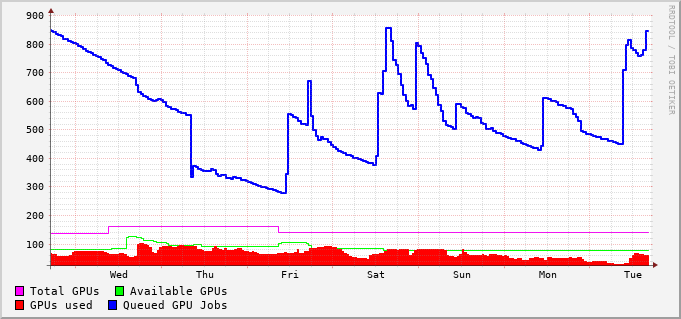 900
800
700
600
500
400
300
200
100
Wed Thu Fri Sat Sun Mon Tue
Total GPUs Available GPUs
GPUs used Queued GPU Jobs
RRDTOOL / TOBI OETIKER